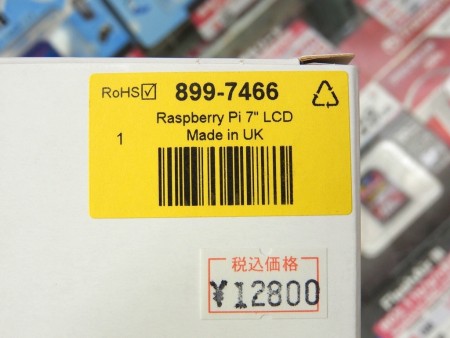 RoHS☑ 899-7466
Raspberry Pi 7" LCD
1
Made in UK
税込価格
¥12800